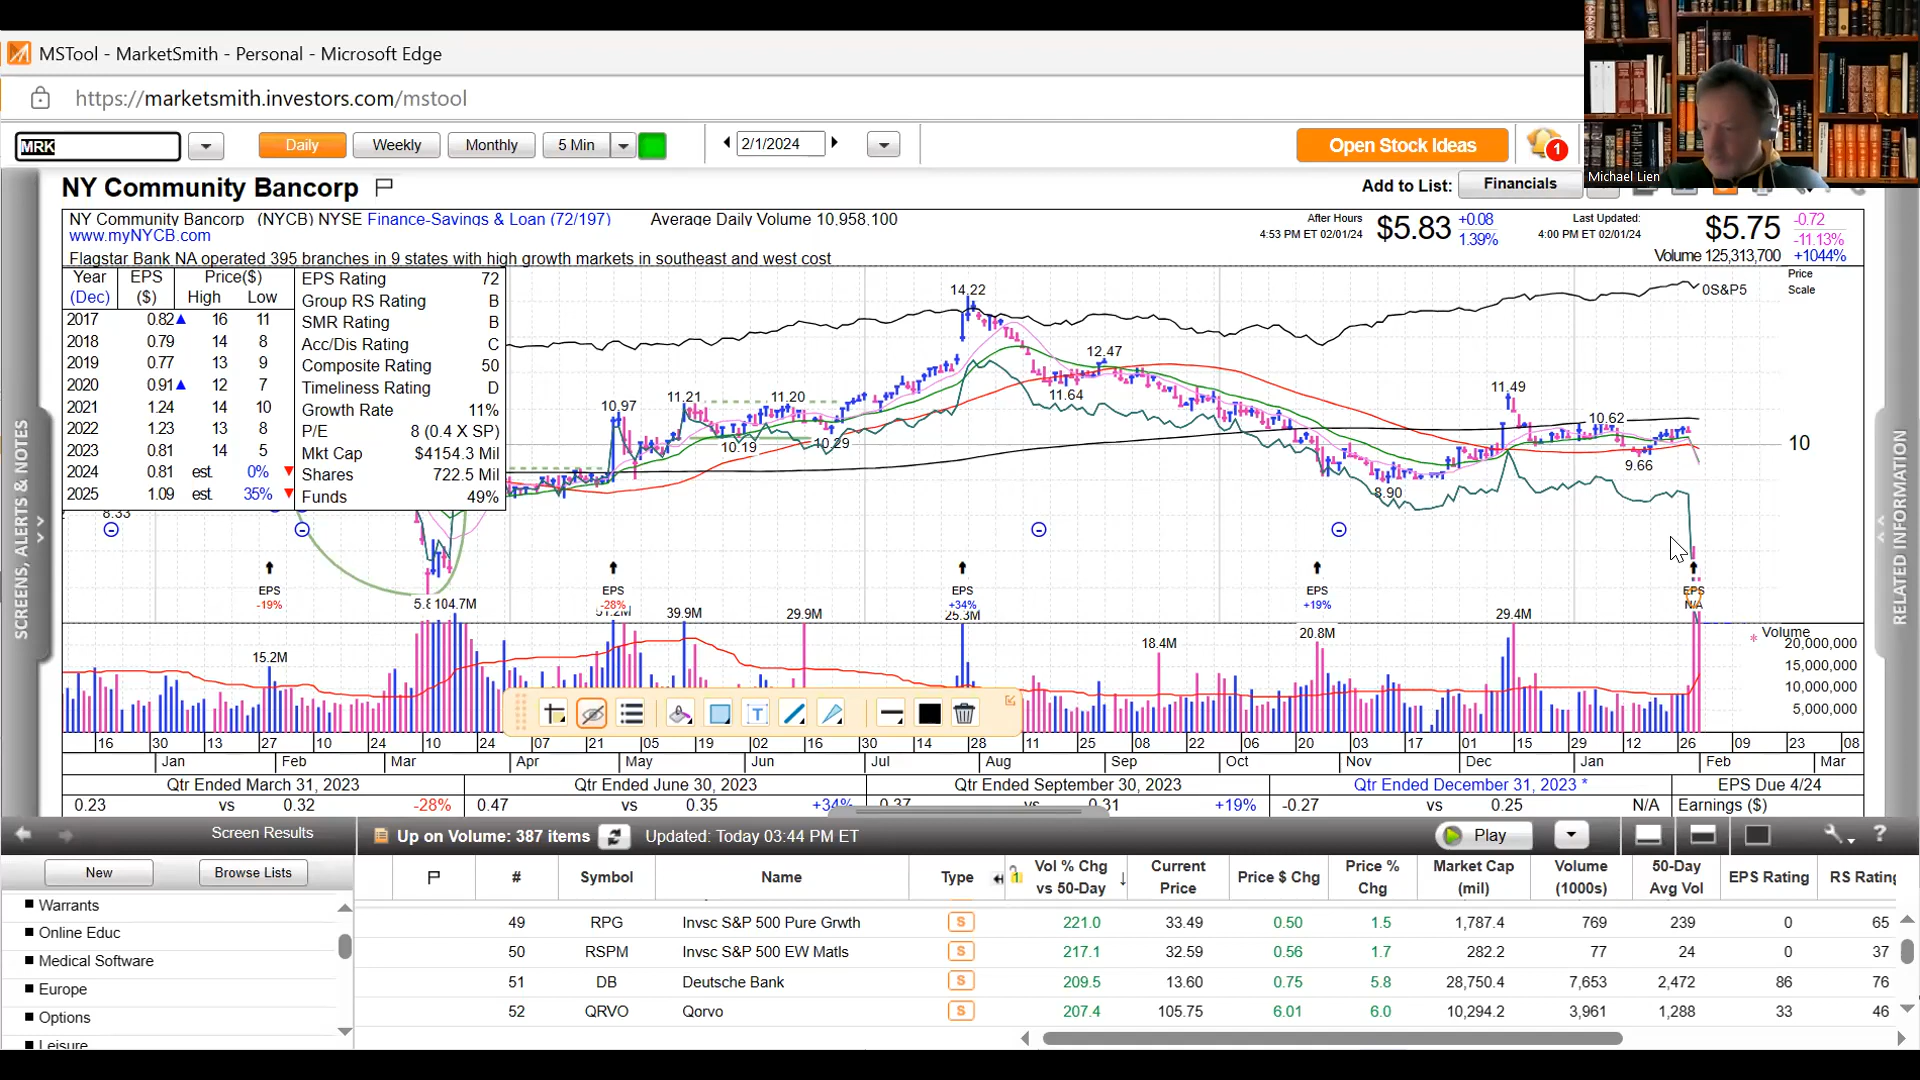 MSTool - MarketSmith - Personal - Microsoft Edge
https://marketsmith.investors.com/mstool
MRK
Daily Weekly Monthly 5 Min 2/1/2024
Open Stock Ideas
1
Michael Lien
NY Community Bancorp
Add to List: Financials
NY Community Bancorp (NYCB) NYSE Finance-Savings & Loan (72/197) Average Daily Volume 10,958,100
www.myNYCB.com
Flagstar Bank NA operated 395 branches in 9 states with high growth markets in southeast and west cost
After Hours
4:53 PM ET 02/01/24
$5.83
+0.08
1.39%
Last Updated:
4:00 PM ET 02/01/24
$5.75
-0.72
-11.13%
Volume 125,313,700 +1044%
Year EPS Price($)
(Dec) ($) High Low
2017 0.82 16 11
2018 0.79 14 8
2019 0.77 13 9
2020 0.91 12 7
2021 1.24 14 10
2022 1.23 13 8
2023 0.81 14 5
2024 0.81 est. 0%
2025 1.09 est. 35%
EPS Rating 72
Group RS Rating B
SMR Rating B
Acc/Dis Rating C
Composite Rating 50
Timeliness Rating D
Growth Rate 11%
P/E 8 (0.4 X SP)
Mkt Cap $4154.3 Mil
Shares 722.5 Mil
Funds 49%
Price
Scale
0S&P5
14.22
12.47
11.64
11.49
10.97
11.21
11.20
10.19
10.29
10.62
9.66
8.90
10
8.33
EPS
-19%
EPS
-28%
EPS
+34%
EPS
+19%
EPS
N/A
104.7M
15.2M
39.9M
29.9M
25.3M
18.4M
20.8M
29.4M
Volume
20,000,000
15,000,000
10,000,000
5,000,000
16 30 13 27 10 24 10 24 07 21 05 19 02 16 30 14 28 11 25 08 22 06 20 03 17 01 15 29 12 26 09 23 08
Jan Feb Mar Apr May Jun Jul Aug Sep Oct Nov Dec Jan Feb Mar
Qtr Ended March 31, 2023 Qtr Ended June 30, 2023 Qtr Ended September 30, 2023 Qtr Ended December 31, 2023 * EPS Due 4/24
0.23 vs 0.32 -28% 0.47 vs 0.35 +34% 0.37 vs 0.31 +19% -0.27 vs 0.25 N/A Earnings ($)
SCREENS, ALERTS & NOTES
RELATED INFORMATION
Screen Results
Up on Volume: 387 items Updated: Today 03:44 PM ET
Play
?
New Browse Lists
Warrants
Online Educ
Medical Software
Europe
Options
Leisure
# Symbol Name Type Vol % Chg vs 50-Day Current Price Price $ Chg Price % Chg Market Cap (mil) Volume (1000s) 50-Day Avg Vol EPS Rating RS Rating
49 RPG Invsc S&P 500 Pure Grwth S 221.0 33.49 0.50 1.5 1,787.4 769 239 0 65
50 RSPM Invsc S&P 500 EW Matls S 217.1 32.59 0.56 1.7 282.2 77 24 0 37
51 DB Deutsche Bank S 209.5 13.60 0.75 5.8 28,750.4 7,653 2,472 86 76
52 QRVO Qorvo S 207.4 105.75 6.01 6.0 10,294.2 3,961 1,288 33 46